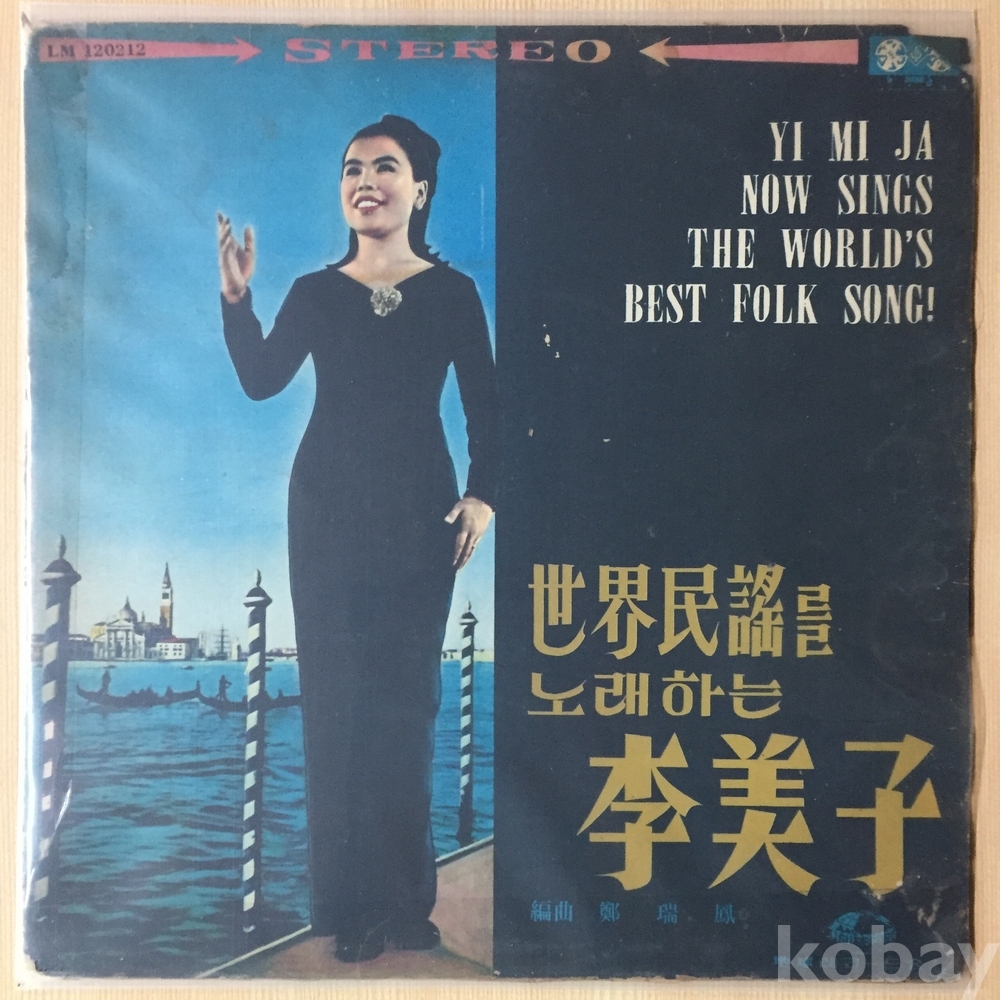 LM 120212
STEREO
YI MI JA
NOW SINGS
THE WORLD'S
BEST FOLK SONG!
世界民謠를
노래하는
李美子
編曲 鄭瑞鳳
kobay